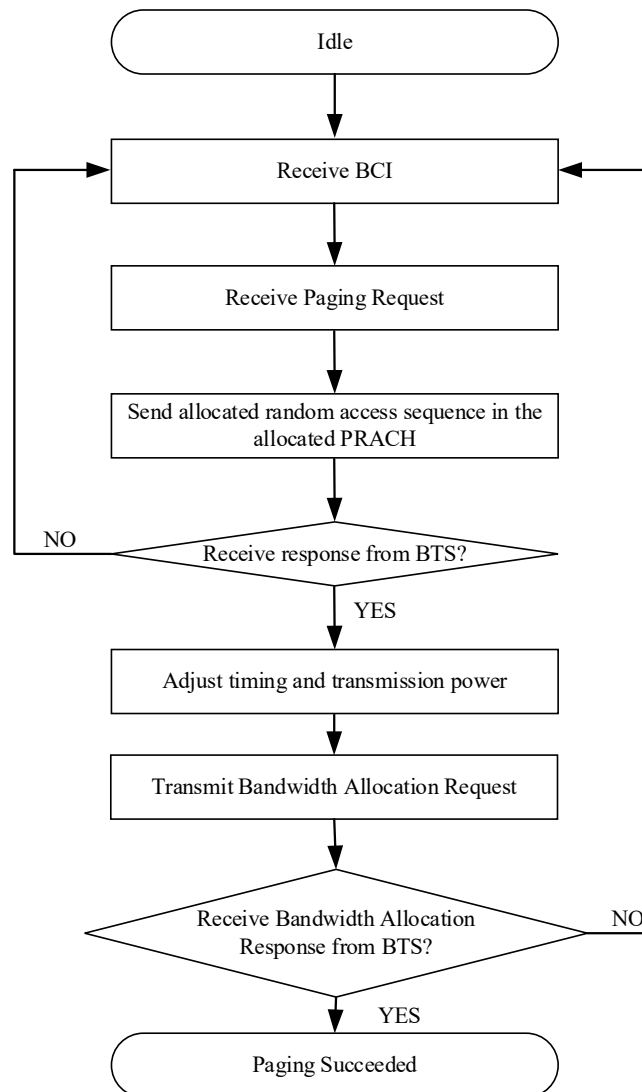 Idle
Receive BCI
Receive Paging Request
Send allocated random access sequence in the
allocated PRACH
Receive response from BTS?
NO
YES
Adjust timing and transmission power
Transmit Bandwidth Allocation Request
Receive Bandwidth Allocation
Response from BTS?
NO
YES
Paging Succeeded